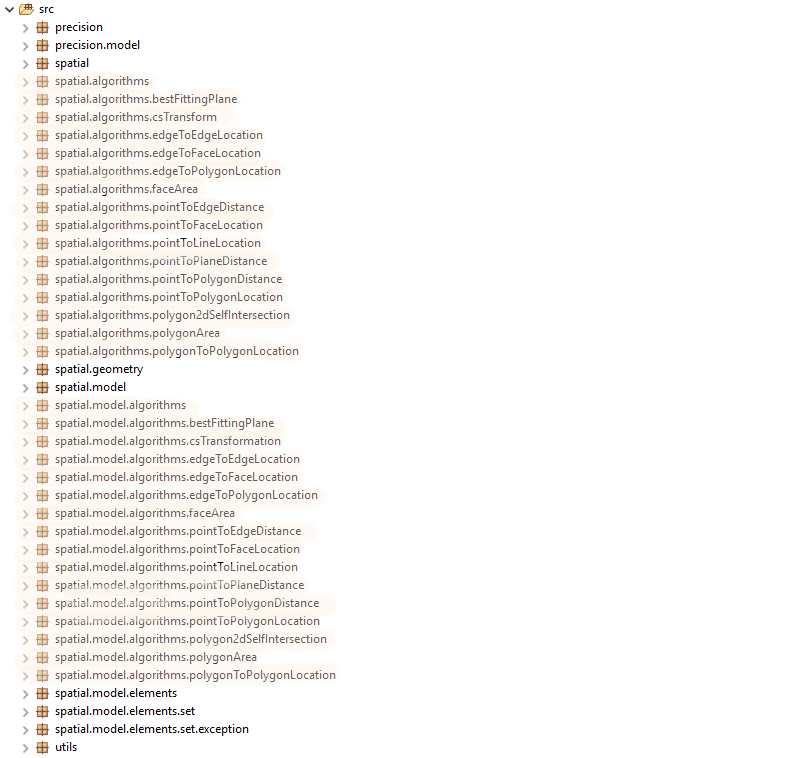 src
precision
precision.model
spatial
spatial.algorithms
spatial.algorithms.bestFittingPlane
spatial.algorithms.csTransform
spatial.algorithms.edgeToEdgeLocation
spatial.algorithms.edgeToFaceLocation
spatial.algorithms.edgeToPolygonLocation
spatial.algorithms.faceArea
spatial.algorithms.pointToEdgeDistance
spatial.algorithms.pointToFaceLocation
spatial.algorithms.pointToLineLocation
spatial.algorithms.pointToPlaneDistance
spatial.algorithms.pointToPolygonDistance
spatial.algorithms.pointToPolygonLocation
spatial.algorithms.polygon2dSelfIntersection
spatial.algorithms.polygonArea
spatial.algorithms.polygonToPolygonLocation
spatial.geometry
spatial.model
spatial.model.algorithms
spatial.model.algorithms.bestFittingPlane
spatial.model.algorithms.csTransformation
spatial.model.algorithms.edgeToEdgeLocation
spatial.model.algorithms.edgeToFaceLocation
spatial.model.algorithms.edgeToPolygonLocation
spatial.model.algorithms.faceArea
spatial.model.algorithms.pointToEdgeDistance
spatial.model.algorithms.pointToFaceLocation
spatial.model.algorithms.pointToLineLocation
spatial.model.algorithms.pointToPlaneDistance
spatial.model.algorithms.pointToPolygonDistance
spatial.model.algorithms.pointToPolygonLocation
spatial.model.algorithms.polygon2dSelfIntersection
spatial.model.algorithms.polygonArea
spatial.model.algorithms.polygonToPolygonLocation
spatial.model.elements
spatial.model.elements.set
spatial.model.elements.set.exception
utils